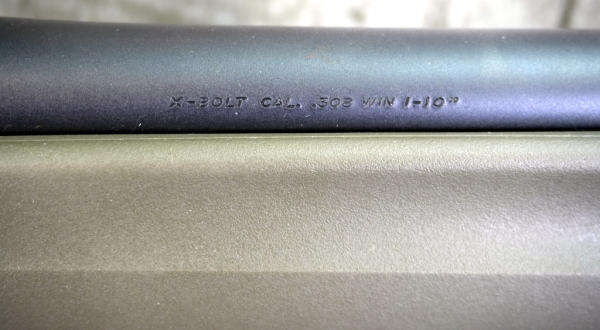 X-BOLT CAL. .308 WIN 1-10"